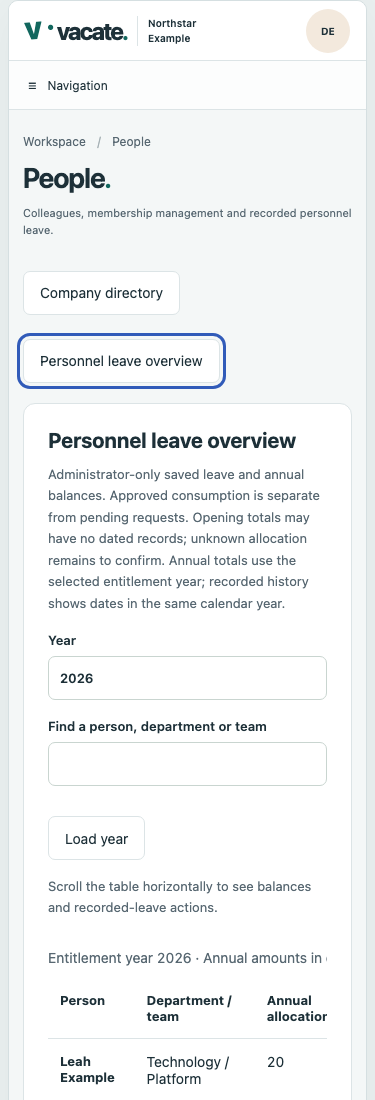 vacate.
Northstar
Example
DE
≡ Navigation
Workspace / People
People.
Colleagues, membership management and recorded personnel
leave.
Company directory
Personnel leave overview
Personnel leave overview
Administrator-only saved leave and annual
balances. Approved consumption is separate
from pending requests. Opening totals may
have no dated records; unknown allocation
remains to confirm. Annual totals use the
selected entitlement year; recorded history
shows dates in the same calendar year.
Year
2026
Find a person, department or team
Load year
Scroll the table horizontally to see balances
and recorded-leave actions.
Entitlement year 2026 · Annual amounts in
Person
Department /
team
Annual
allocation
Leah
Example
Technology /
Platform
20